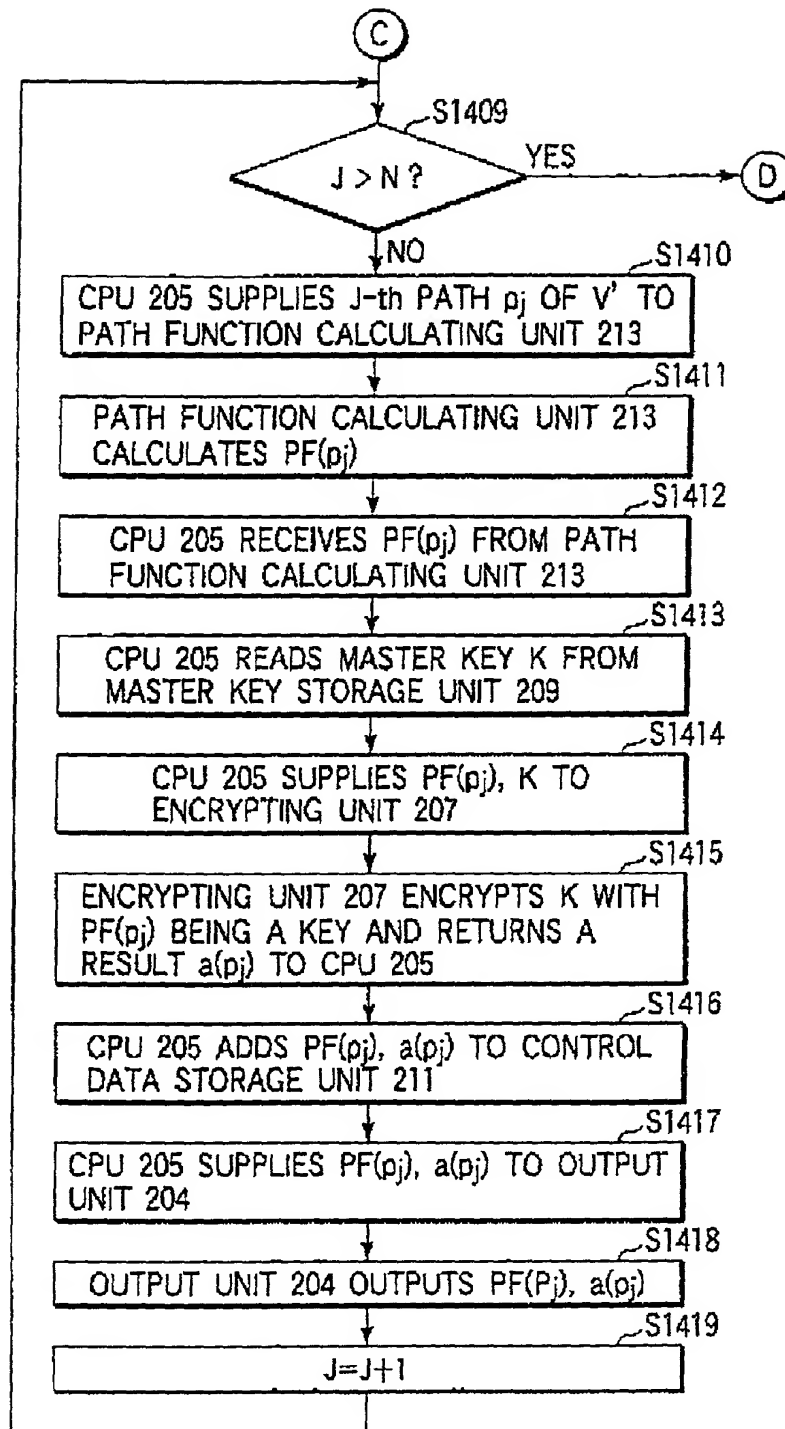 C
S1409
J > N ?
YES
D
NO
S1410
CPU 205 SUPPLIES J-th PATH pj OF V' TO
PATH FUNCTION CALCULATING UNIT 213
S1411
PATH FUNCTION CALCULATING UNIT 213
CALCULATES PF(pj)
S1412
CPU 205 RECEIVES PF(pj) FROM PATH
FUNCTION CALCULATING UNIT 213
S1413
CPU 205 READS MASTER KEY K FROM
MASTER KEY STORAGE UNIT 209
S1414
CPU 205 SUPPLIES PF(pj), K TO
ENCRYPTING UNIT 207
S1415
ENCRYPTING UNIT 207 ENCRYPTS K WITH
PF(pj) BEING A KEY AND RETURNS A
RESULT a(pj) TO CPU 205
S1416
CPU 205 ADDS PF(pj), a(pj) TO CONTROL
DATA STORAGE UNIT 211
S1417
CPU 205 SUPPLIES PF(pj), a(pj) TO OUTPUT
UNIT 204
S1418
OUTPUT UNIT 204 OUTPUTS PF(Pj), a(pj)
S1419
J=J+1